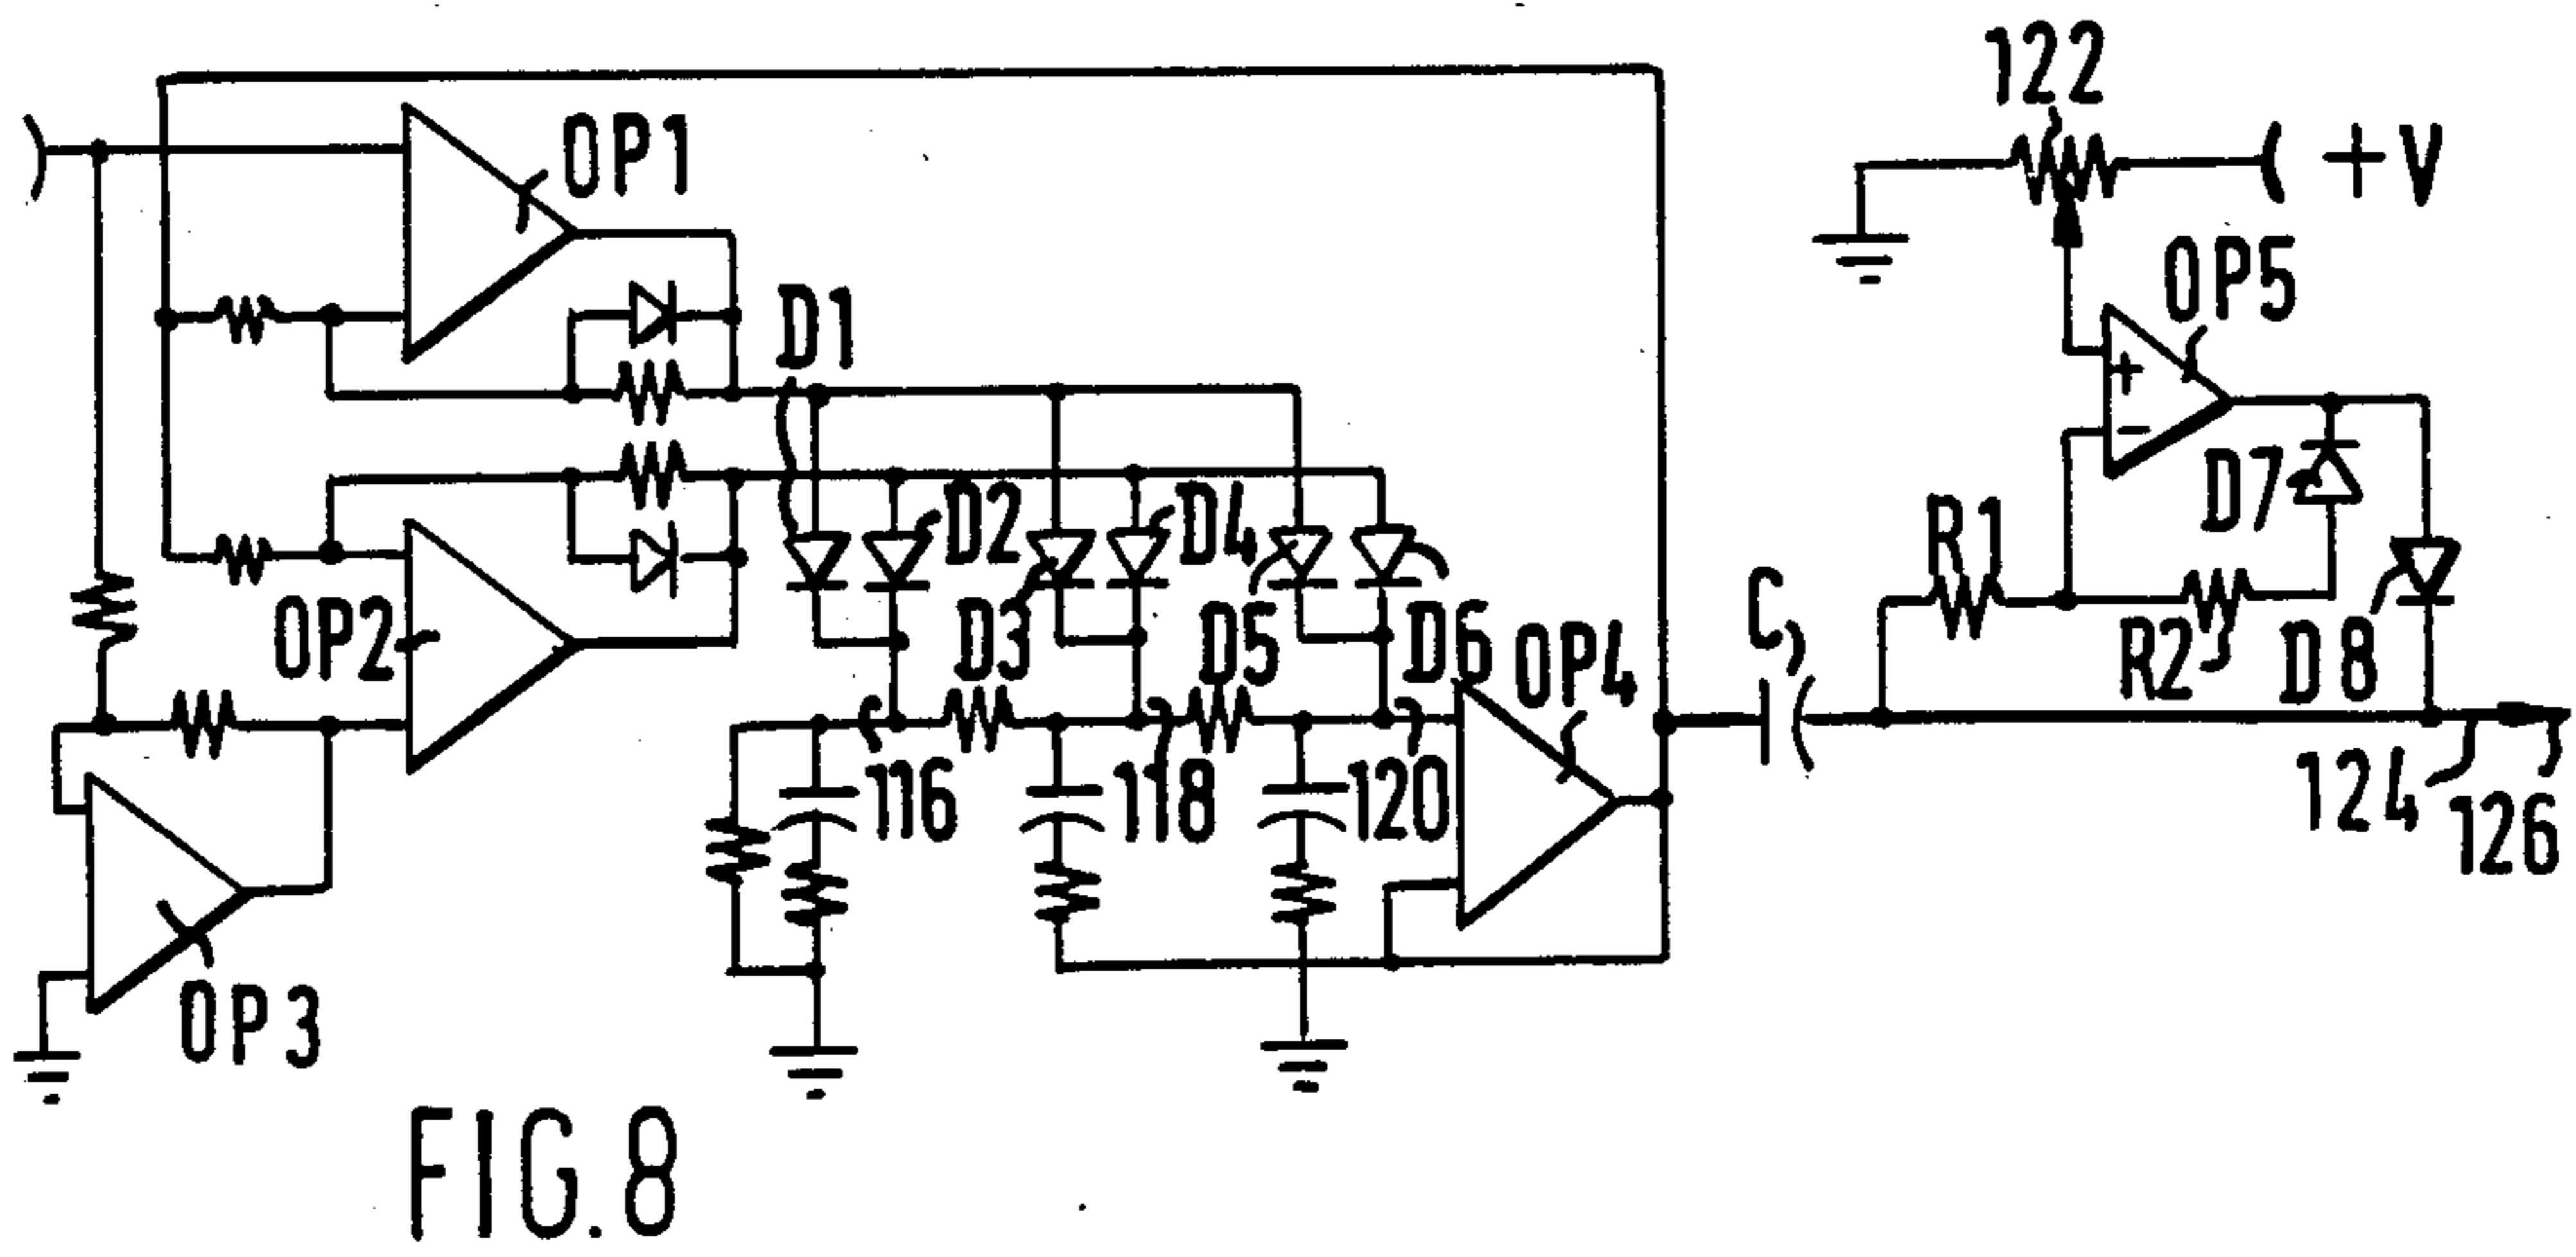 122
+V
OP1
OP5
D1
D2
D4
D7
R1
OP2
D3
D5
D6
OP4
C
R2
D8
116
118
120
124
126
OP3
+
-
FIG.8